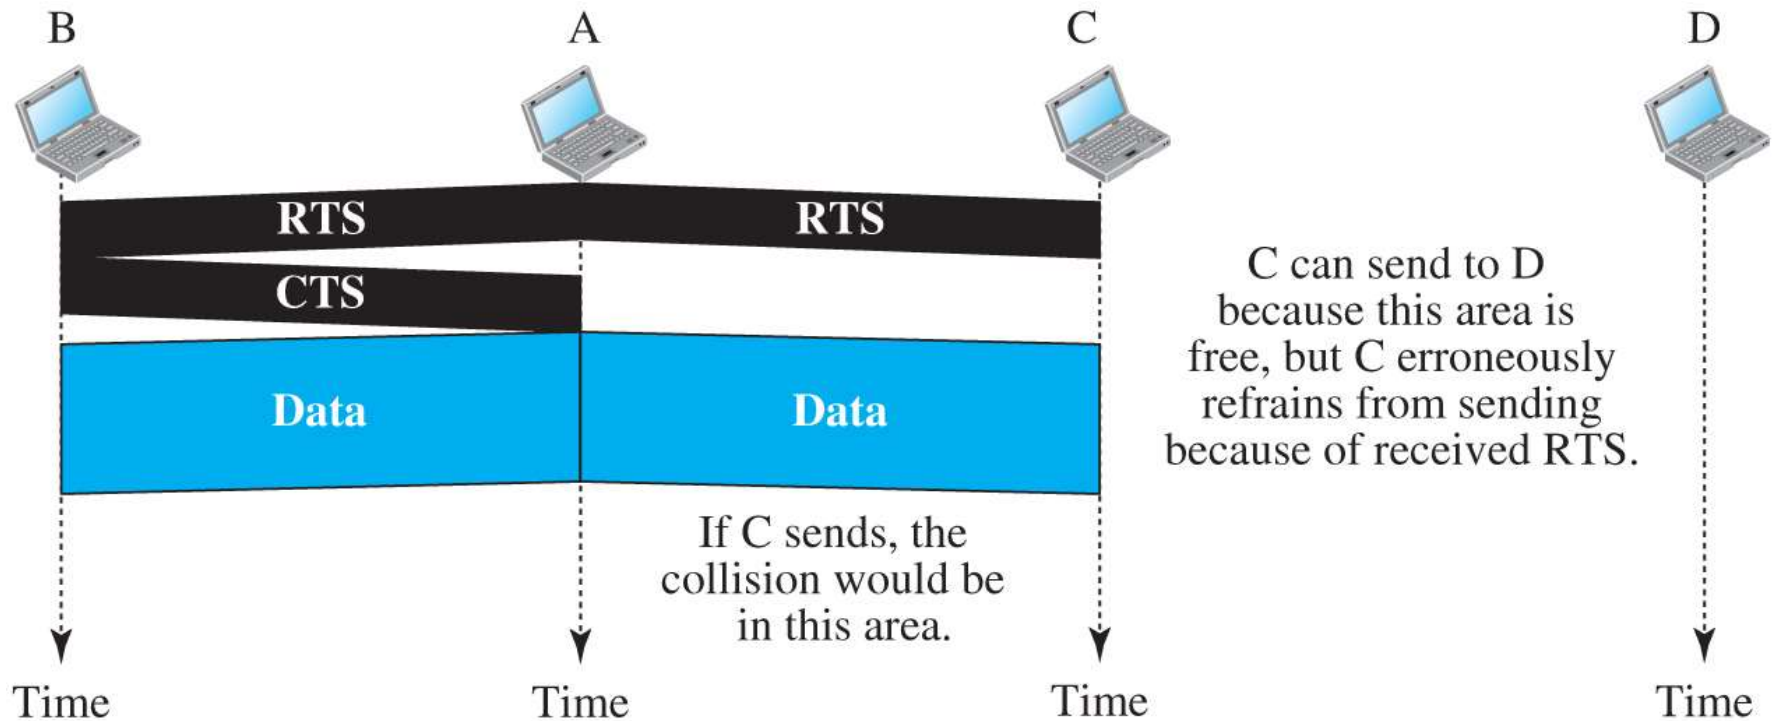 B
A
C
D
RTS
RTS
CTS
Data
Data
C can send to D
because this area is
free, but C erroneously
refrains from sending
because of received RTS.
If C sends, the
collision would be
in this area.
Time
Time
Time
Time